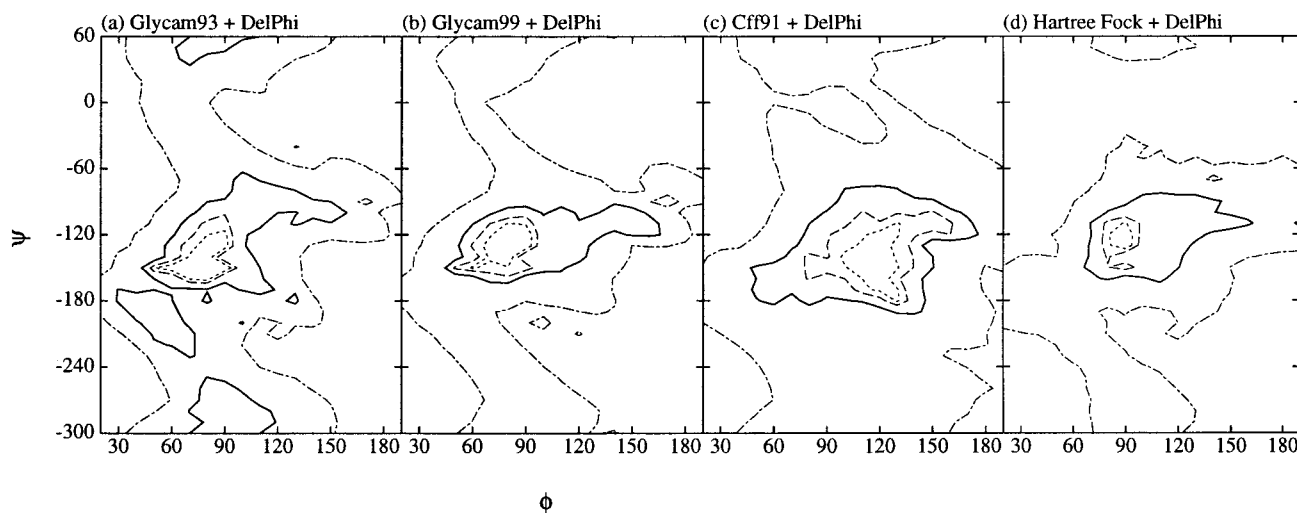 (a) Glycam93 + DelPhi (b) Glycam99 + DelPhi (c) Cff91 + DelPhi (d) Hartree Fock + DelPhi
60
0
-60
-120
-180
-240
-300
ψ
30 60 90 120 150 30 60 90 120 150 180 30 60 90 120 150 180 30 60 90 120 150 180
ϕ